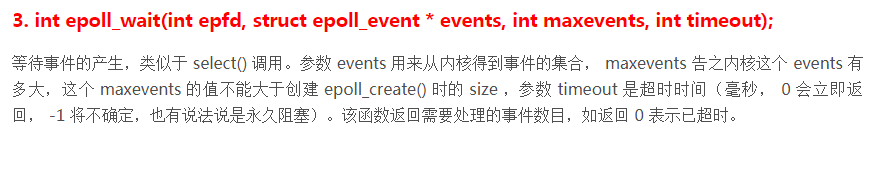 3. int epoll_wait(int epfd, struct epoll_event * events, int maxevents, int timeout);
等待事件的产生，类似于 select() 调用。参数 events 用来从内核得到事件的集合， maxevents 告之内核这个 events 有
多大，这个 maxevents 的值不能大于创建 epoll_create() 时的 size ，参数 timeout 是超时时间（毫秒， 0 会立即返
回， -1 将不确定，也有说法说是永久阻塞）。该函数返回需要处理的事件数目，如返回 0 表示已超时。